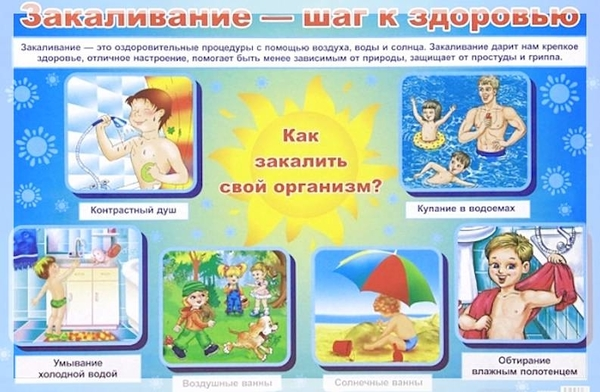 Закаливание — шаг к здоровью
Закаливание — это оздоровительные процедуры с помощью воздуха, воды и солнца. Закаливание дарит нам крепкое
здоровье, отличное настроение, помогает быть менее зависимым от природы, защищает от простуды и гриппа.
Как
закалить
свой организм?
Контрастный душ
Купание в водоемах
Умывание
холодной водой
Воздушные ванны
Солнечные ванны
Обтирание
влажным полотенцем